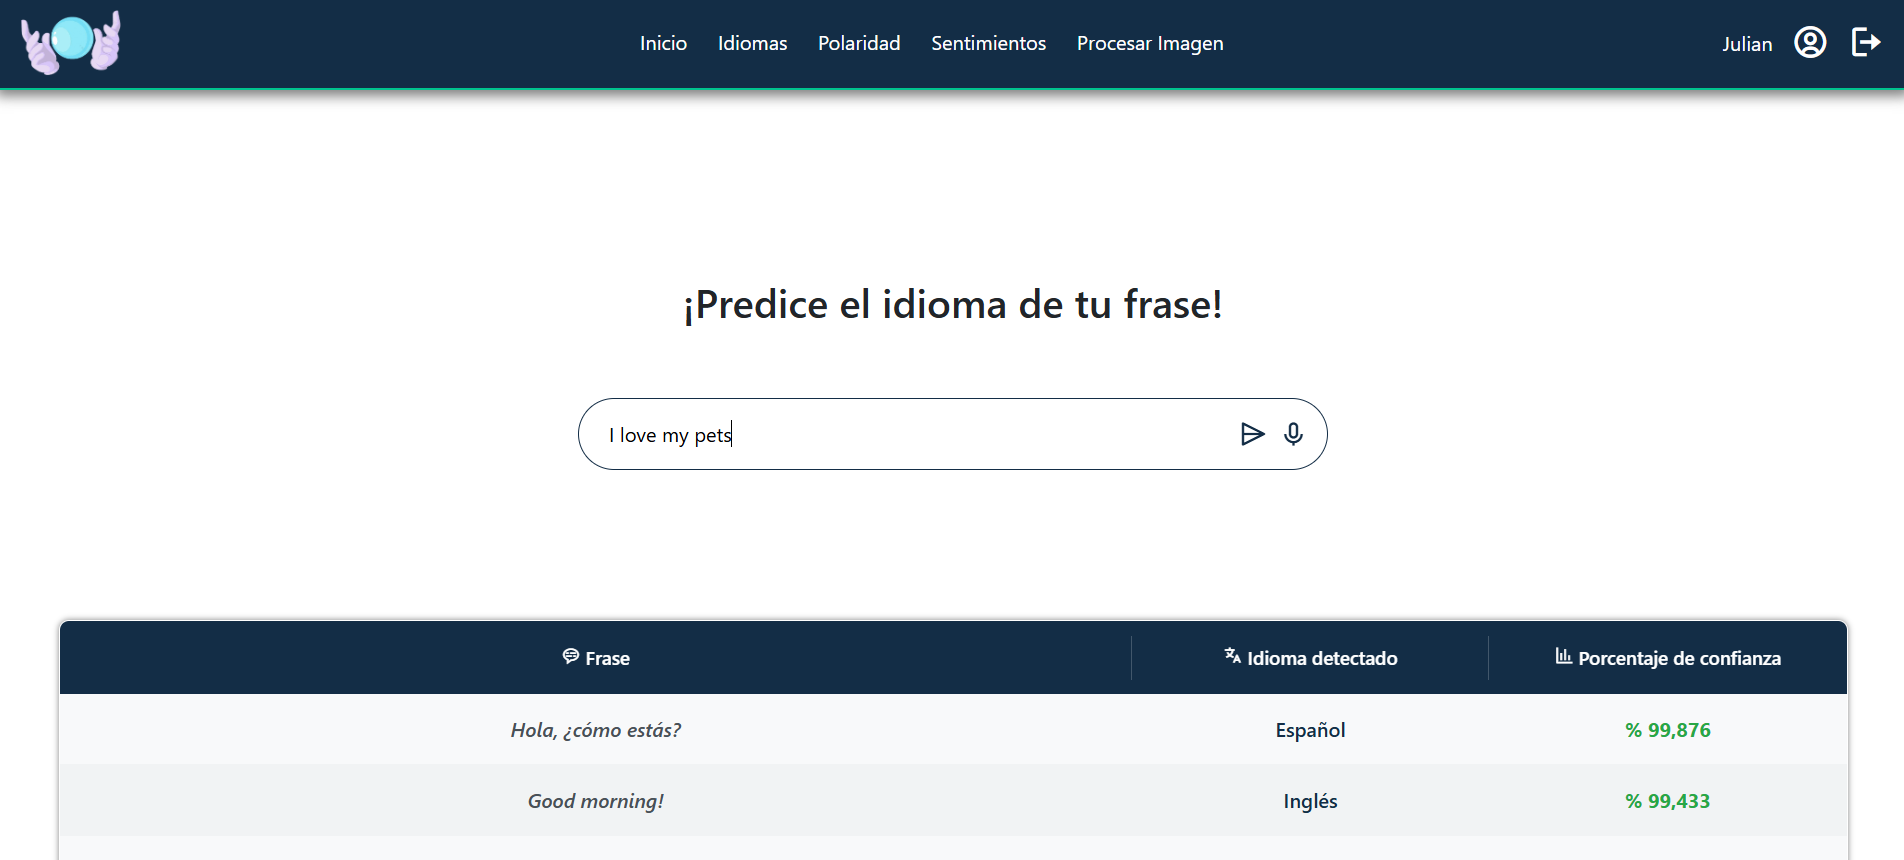 Inicio Idiomas Polaridad Sentimientos Procesar Imagen Julian
¡Predice el idioma de tu frase!
I love my pets
Frase Idioma detectado Porcentaje de confianza
Hola, ¿cómo estás? Español % 99,876
Good morning! Inglés % 99,433